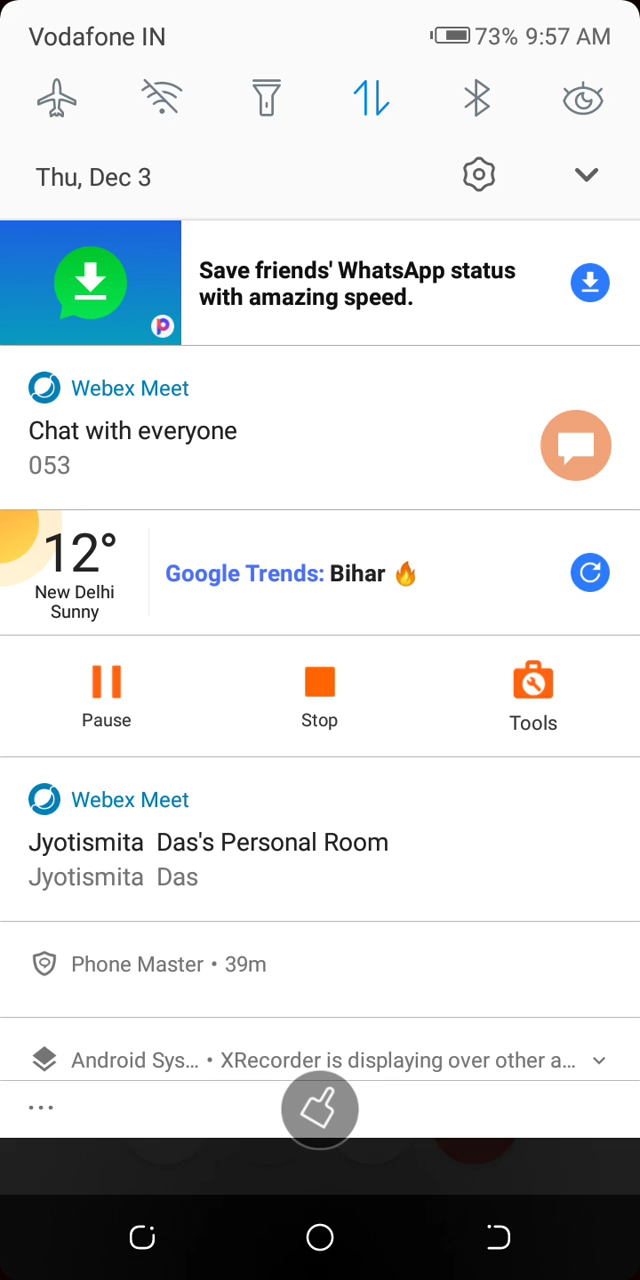 Vodafone IN 73% 9:57 AM
Thu, Dec 3
Save friends' WhatsApp status
with amazing speed.
Webex Meet
Chat with everyone
053
12°
New Delhi
Sunny
Google Trends: Bihar 🔥
Pause Stop Tools
Webex Meet
Jyotismita Das's Personal Room
Jyotismita Das
Phone Master • 39m
Android Sys... • XRecorder is displaying over other a...
...